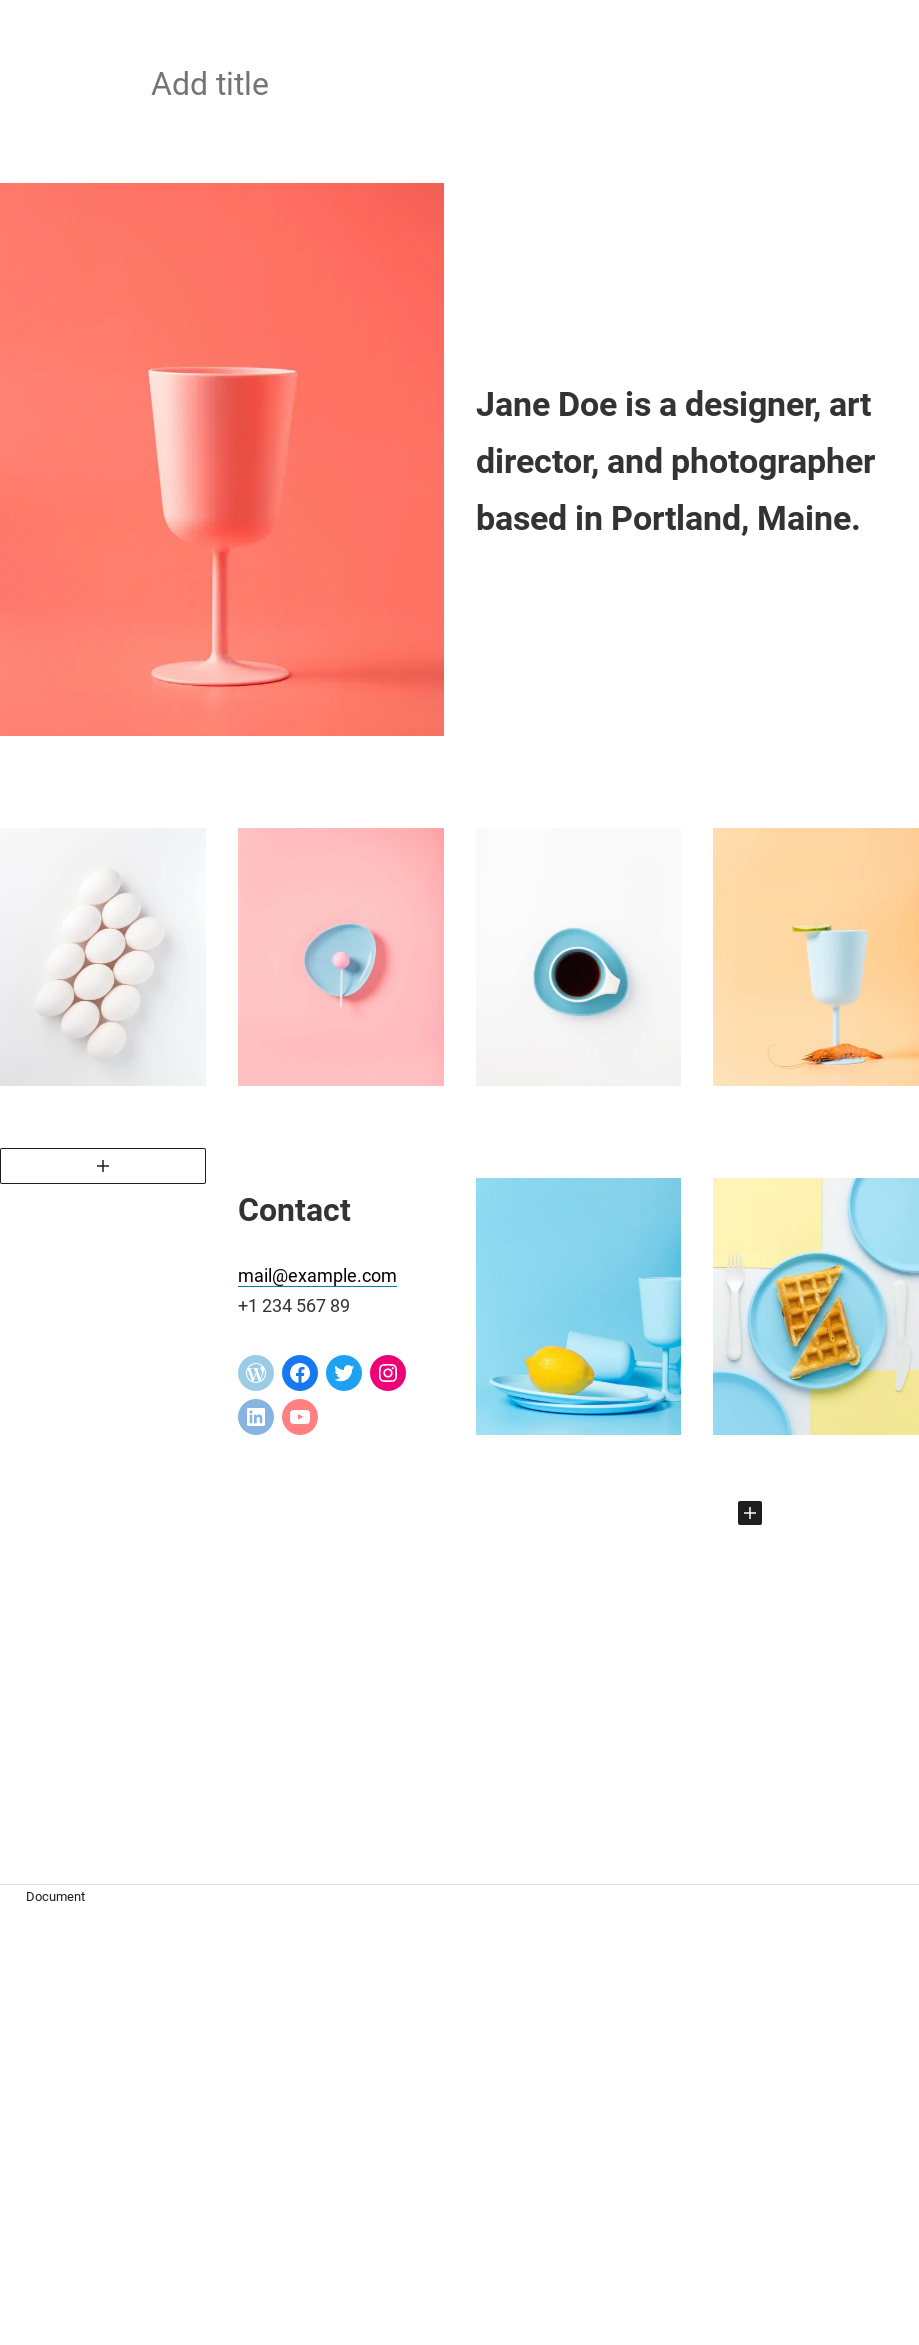 Add title
Jane Doe is a designer, art
director, and photographer
based in Portland, Maine.
Contact
mail@example.com
+1 234 567 89
Document